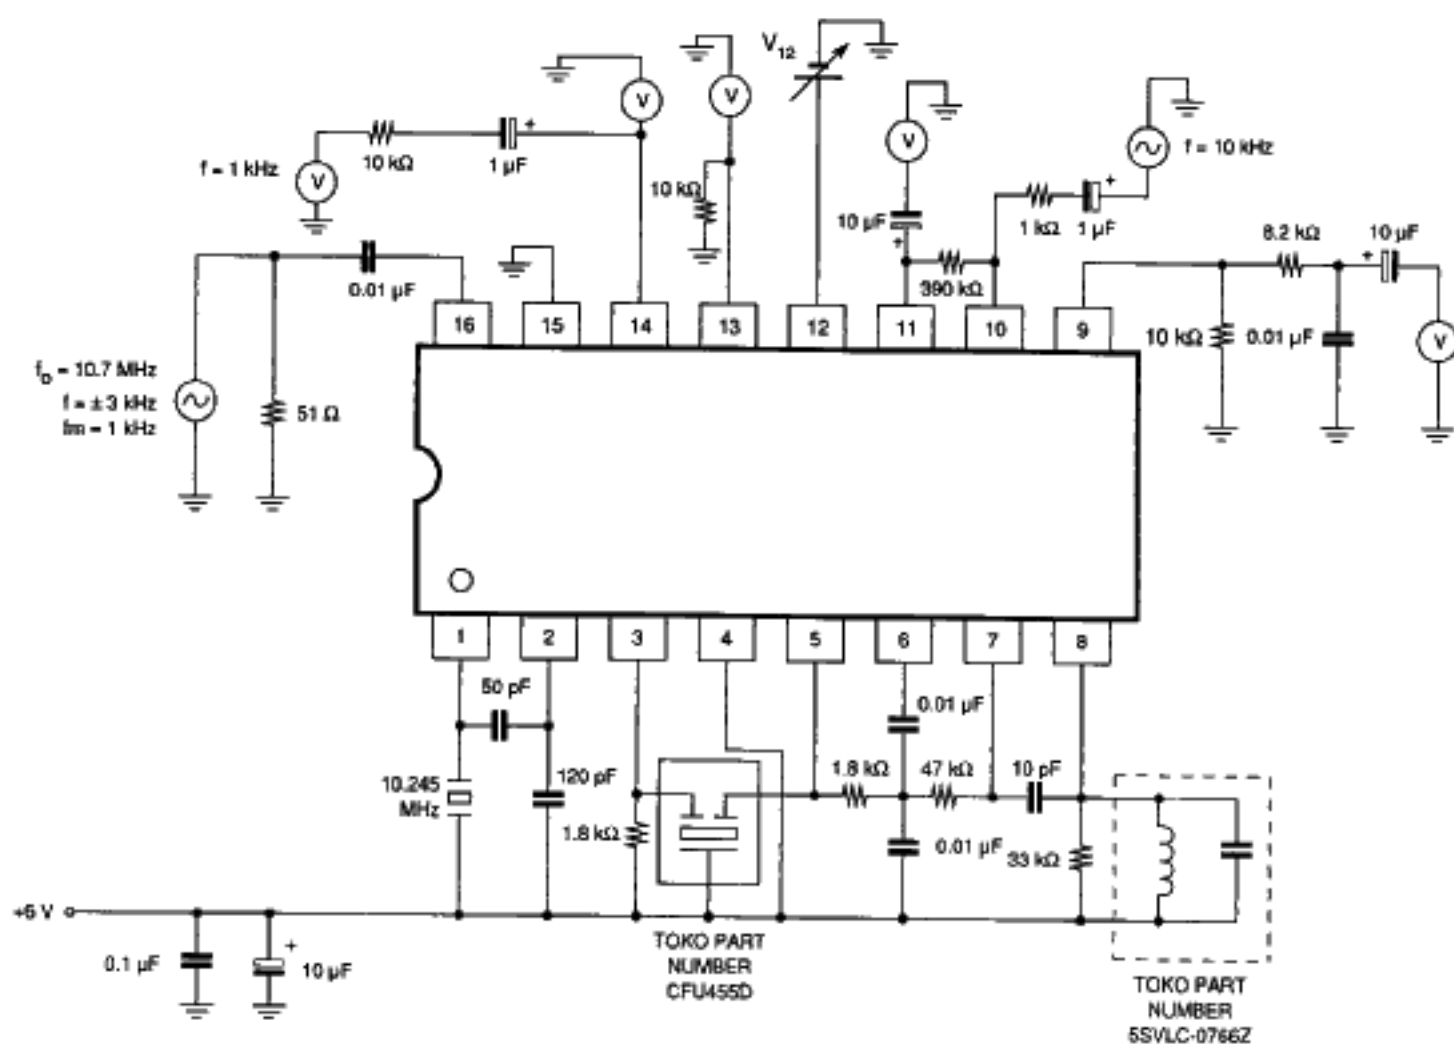 V12
f = 1 kHz
V
10 kΩ
1 µF
+
V
V
10 kΩ
V
10 µF
+
390 kΩ
1 kΩ
1 µF
+
f = 10 kHz
8.2 kΩ
10 µF
+
10 kΩ
0.01 µF
V
0.01 µF
fo = 10.7 MHz
f = ± 3 kHz
fm = 1 kHz
51 Ω
16
15
14
13
12
11
10
9
1
2
3
4
5
6
7
8
50 pF
10.245
MHz
120 pF
1.8 kΩ
0.01 µF
1.8 kΩ
47 kΩ
10 pF
0.01 µF
33 kΩ
+5 V
0.1 µF
+
10 µF
TOKO PART
NUMBER
CFU455D
TOKO PART
NUMBER
5SVLC-0766Z